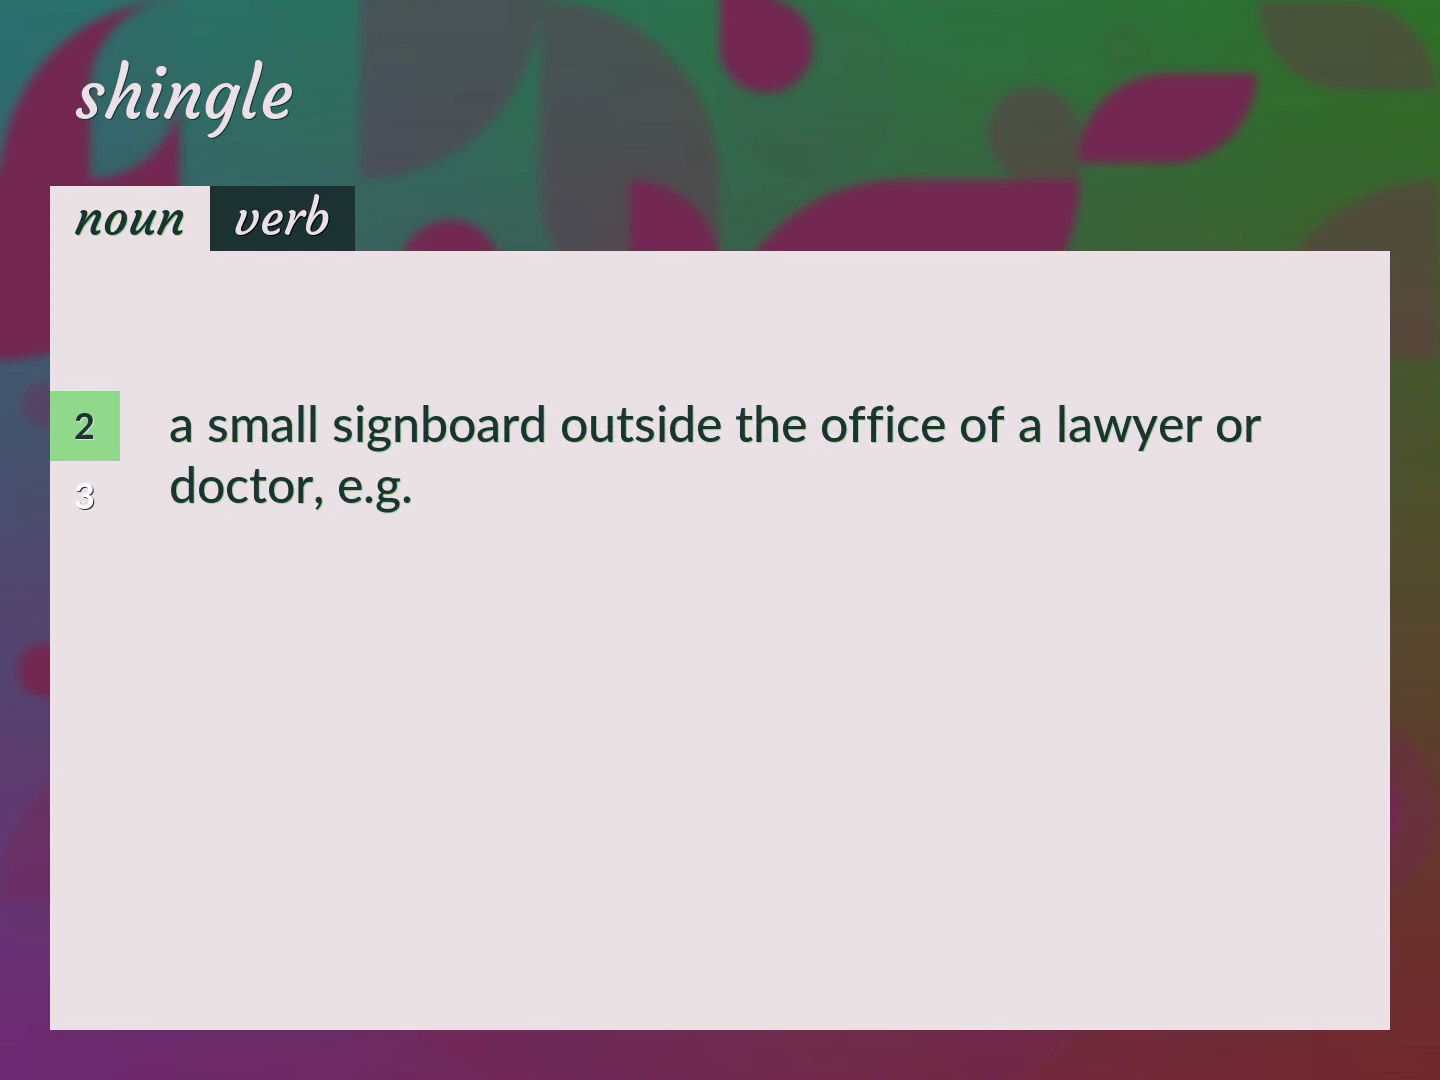 shingle
noun verb
2 a small signboard outside the office of a lawyer or
doctor, e.g.
3